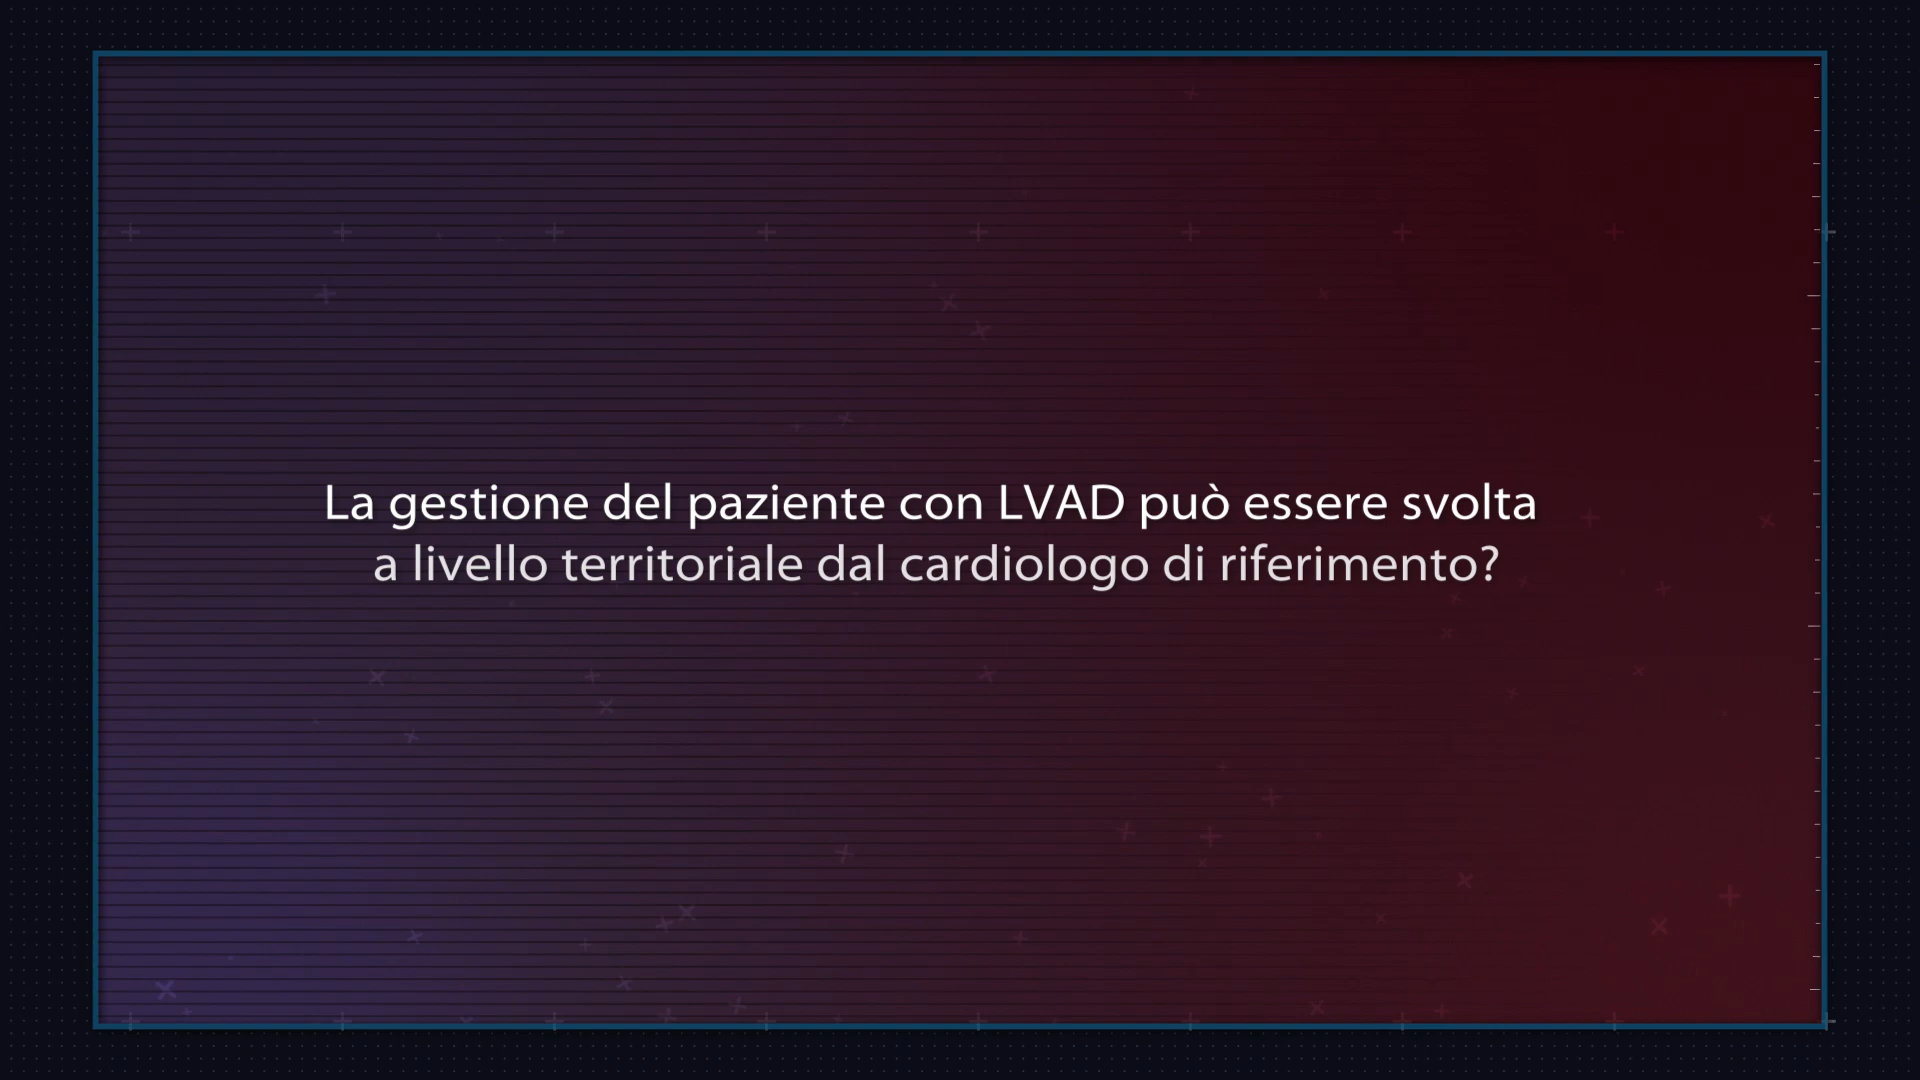 La gestione del paziente con LVAD può essere svolta
a livello territoriale dal cardiologo di riferimento?